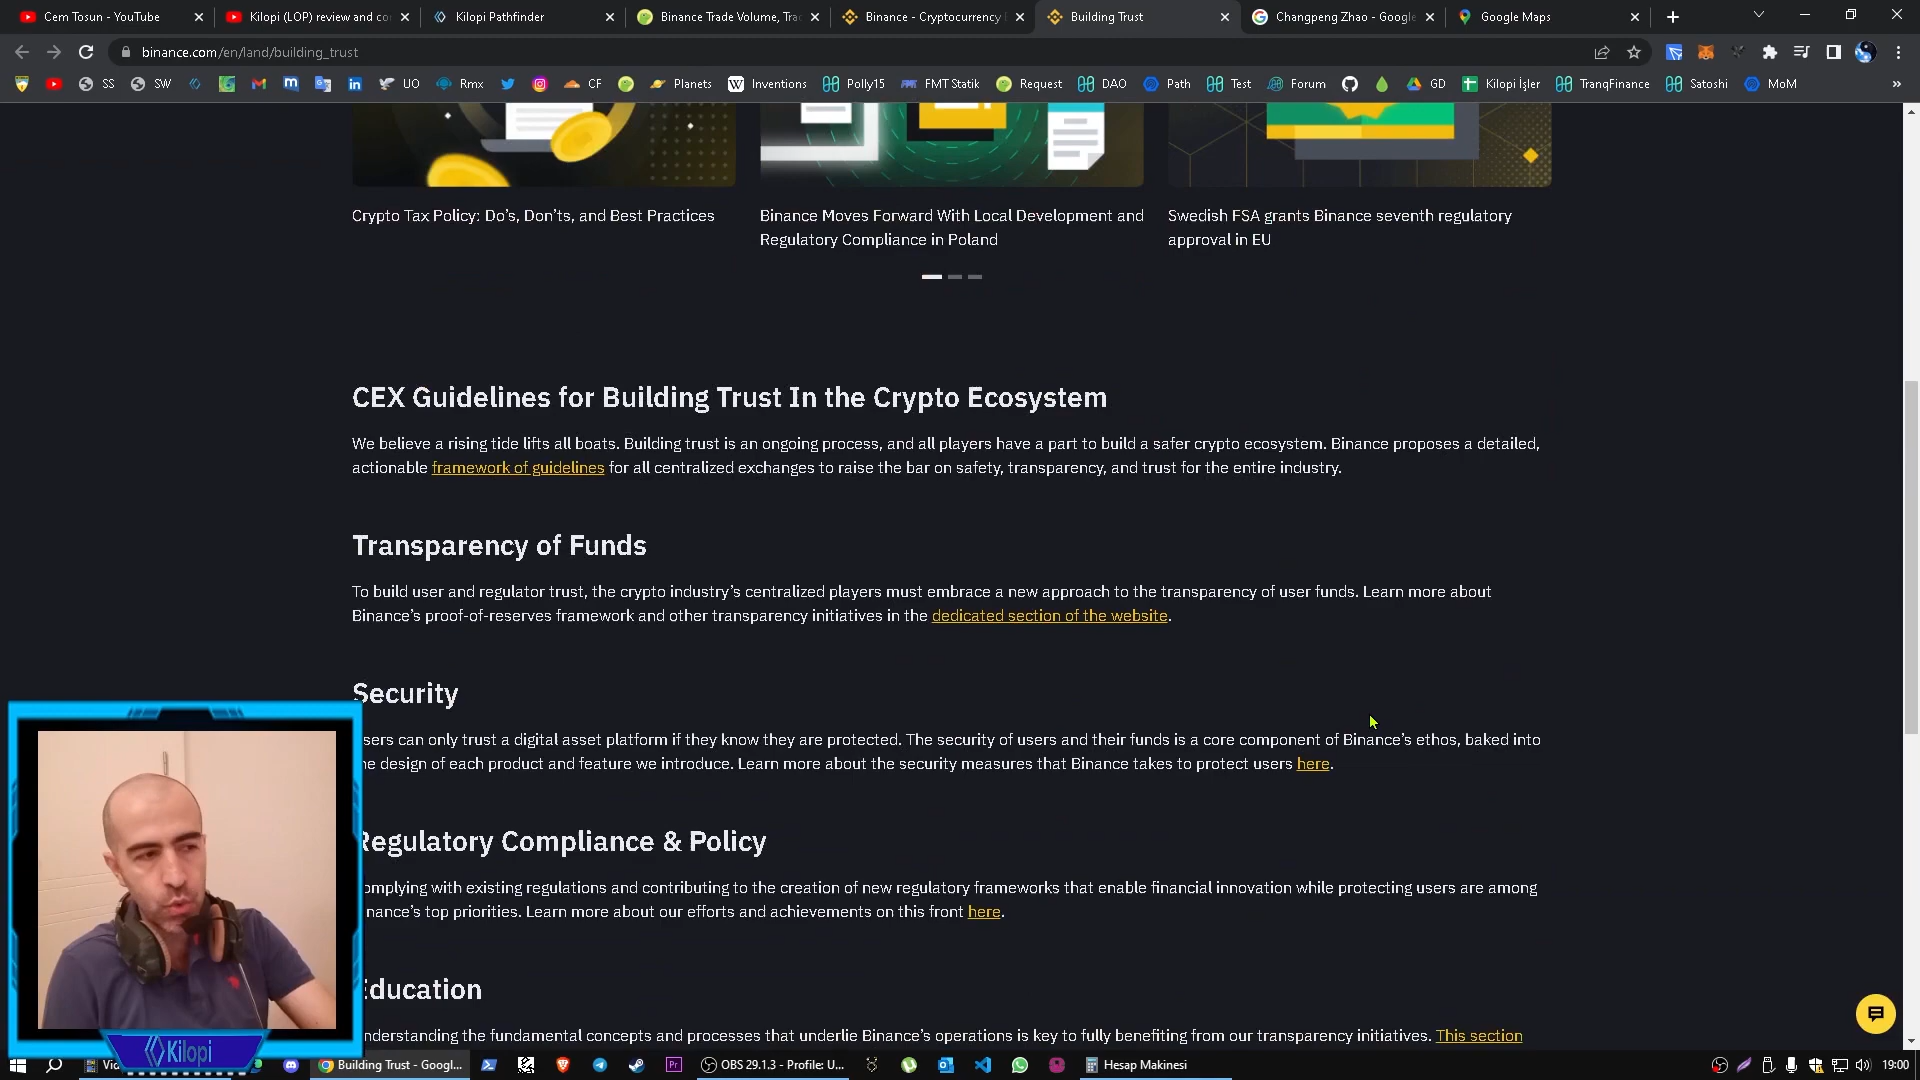 Cem Tosun - YouTube
Kilopi (LOP) review and co
Kilopi Pathfinder
Binance Trade Volume, Tra
Binance - Cryptocurrency
Building Trust
Changpeng Zhao - Google
Google Maps
binance.com/en/land/building_trust
SS
SW
UO
Rmx
CF
Planets
Inventions
Polly15
FMT Statik
Request
DAO
Path
Test
Forum
GD
Kilopi İşler
TranqFinance
Satoshi
MoM
Crypto Tax Policy: Do's, Don'ts, and Best Practices
Binance Moves Forward With Local Development and
Regulatory Compliance in Poland
Swedish FSA grants Binance seventh regulatory
approval in EU
CEX Guidelines for Building Trust In the Crypto Ecosystem
We believe a rising tide lifts all boats. Building trust is an ongoing process, and all players have a part to build a safer crypto ecosystem. Binance proposes a detailed,
actionable framework of guidelines for all centralized exchanges to raise the bar on safety, transparency, and trust for the entire industry.
Transparency of Funds
To build user and regulator trust, the crypto industry's centralized players must embrace a new approach to the transparency of user funds. Learn more about
Binance's proof-of-reserves framework and other transparency initiatives in the dedicated section of the website.
Security
sers can only trust a digital asset platform if they know they are protected. The security of users and their funds is a core component of Binance's ethos, baked into
he design of each product and feature we introduce. Learn more about the security measures that Binance takes to protect users here.
Regulatory Compliance & Policy
omplying with existing regulations and contributing to the creation of new regulatory frameworks that enable financial innovation while protecting users are among
nance's top priorities. Learn more about our efforts and achievements on this front here.
Education
nderstanding the fundamental concepts and processes that underlie Binance's operations is key to fully benefiting from our transparency initiatives. This section
Kilopi
Building Trust - Googl...
OBS 29.1.3 - Profile: U...
Hesap Makinesi
19:00